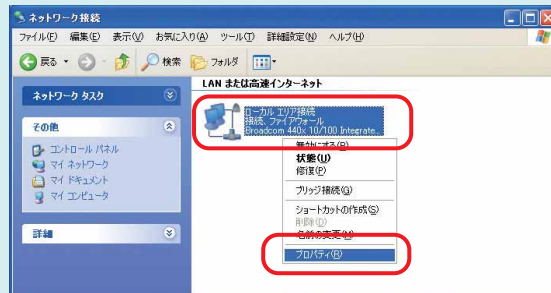 ネットワーク接続
ファイル(F) 編集(E) 表示(V) お気に入り(A) ツール(T) 詳細設定(N) ヘルプ(H)
戻る 検索 フォルダ
ネットワーク タスク
その他
コントロール パネル
マイ ネットワーク
マイ ドキュメント
マイ コンピュータ
詳細
LAN または高速インターネット
ローカル エリア接続
接続、ファイアウォール
Broadcom 440x 10/100 Integrate...
無効にする(B)
状態(U)
修復(P)
ブリッジ接続(G)
ショートカットの作成(S)
削除(D)
名前の変更(M)
プロパティ(R)